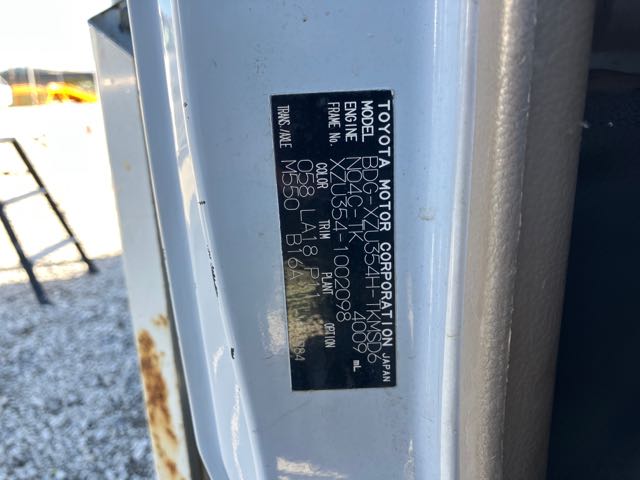 TOYOTA MOTOR CORPORATION JAPAN
MODEL BDG-XZU354H-TKMSD6
ENGINE NO4C-TK 4009 mL
FRAME No. XZU354-1002098
COLOR TRIM PLANT OPTION
058 LA18 P11
TRANS./AXLE M550 B16A